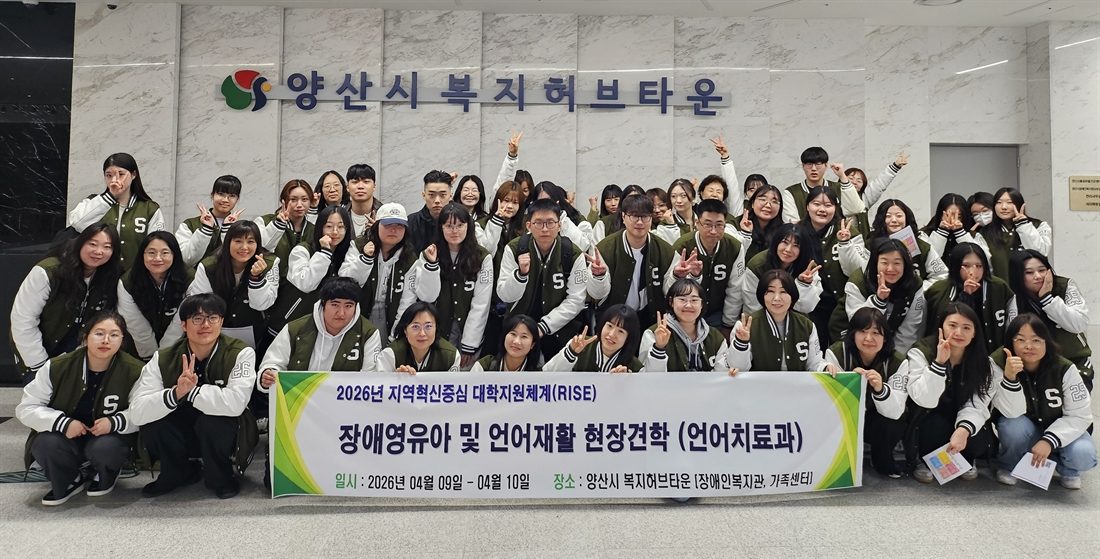 양산시 복지허브타운
2026년 지역혁신중심 대학지원체계(RISE)
장애영유아 및 언어재활 현장견학 (언어치료과)
일시 : 2026년 04월 09일 - 04월 10일 장소 : 양산시 복지허브타운 [장애인복지관, 가족센터]
S
S
S
S
S
S
S
S
26
26